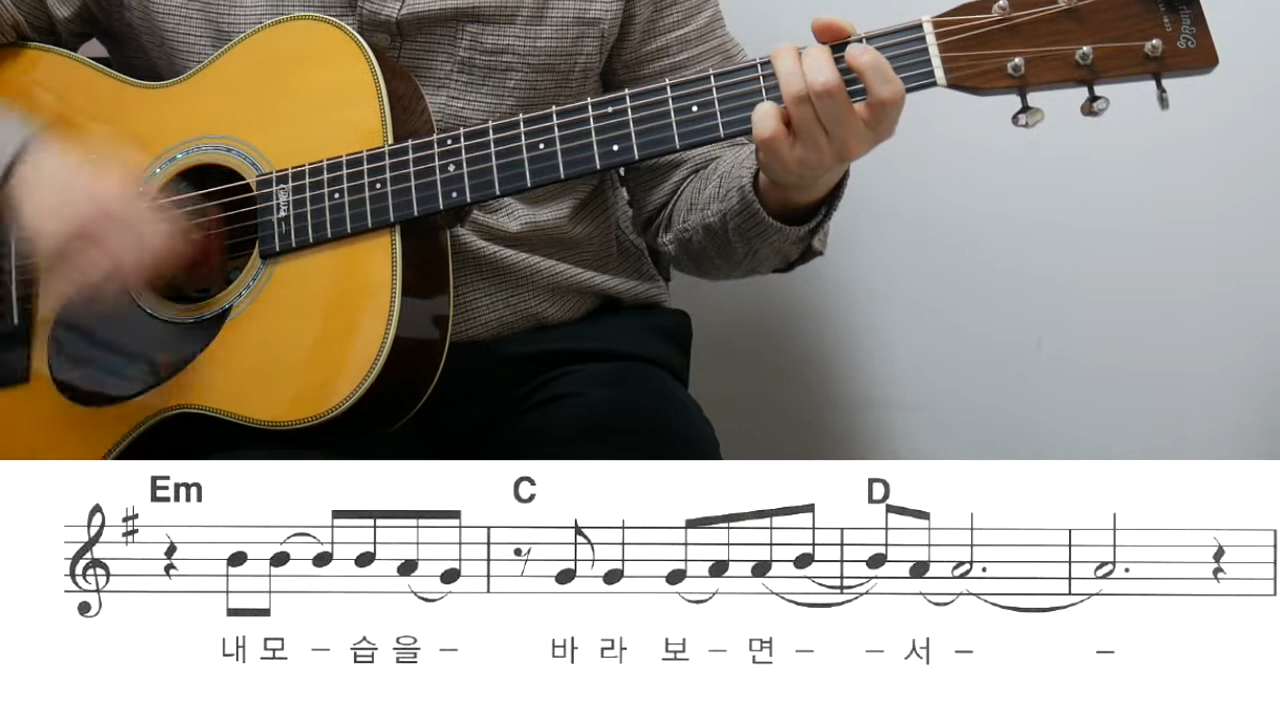 Em C D
내 모 – 습 을 – 바 라 보 – 면 – – 서 – –